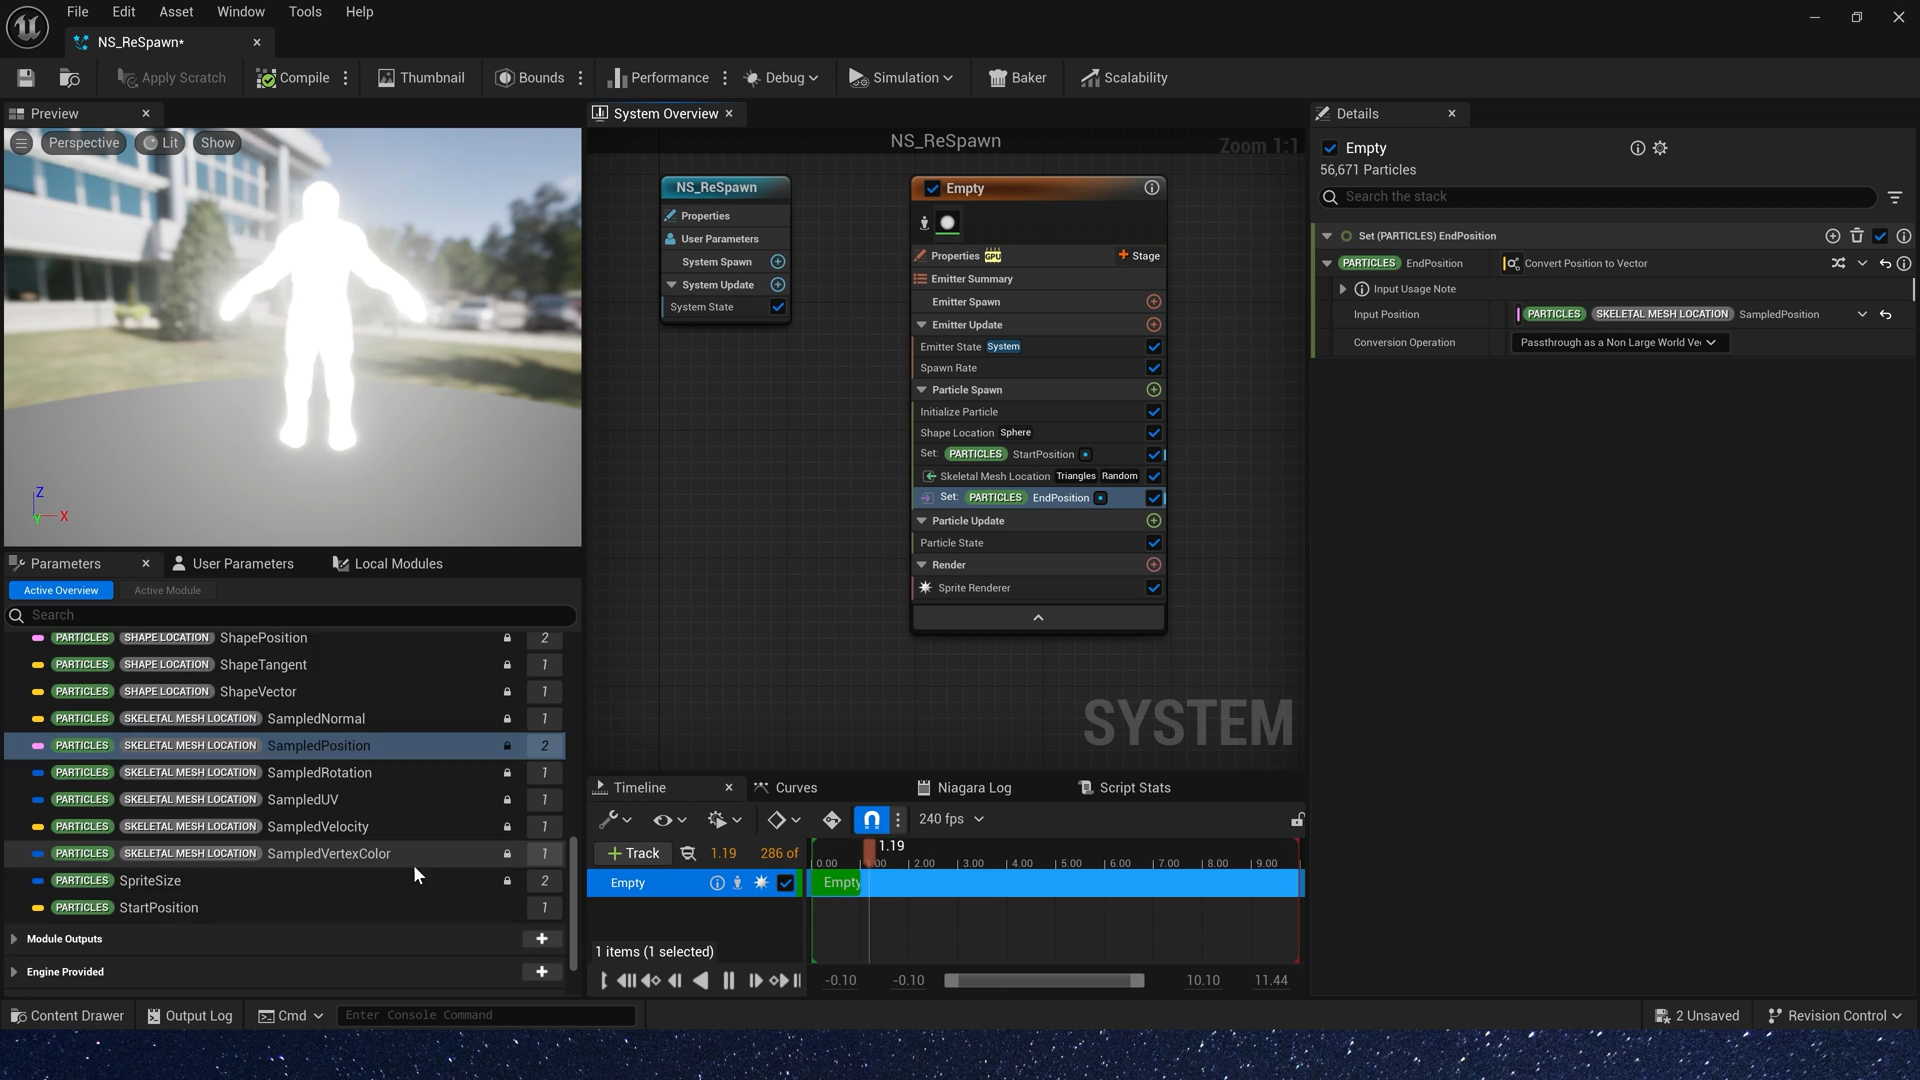 File Edit Asset Window Tools Help
NS_ReSpawn*
Apply Scratch Compile Thumbnail Bounds Performance Debug Simulation Baker Scalability
Preview
Perspective Lit Show
Z
Y X
Parameters User Parameters Local Modules
Active Overview Active Module
Search
PARTICLES SHAPE LOCATION ShapePosition 2
PARTICLES SHAPE LOCATION ShapeTangent 1
PARTICLES SHAPE LOCATION ShapeVector 1
PARTICLES SKELETAL MESH LOCATION SampledNormal 1
PARTICLES SKELETAL MESH LOCATION SampledPosition 2
PARTICLES SKELETAL MESH LOCATION SampledRotation 1
PARTICLES SKELETAL MESH LOCATION SampledUV 1
PARTICLES SKELETAL MESH LOCATION SampledVelocity 1
PARTICLES SKELETAL MESH LOCATION SampledVertexColor 1
PARTICLES SpriteSize 2
PARTICLES StartPosition 1
Module Outputs
Engine Provided
System Overview
NS_ReSpawn
Zoom 1:1
NS_ReSpawn
Properties
User Parameters
System Spawn
System Update
System State
Empty
Properties GPU Stage
Emitter Summary
Emitter Spawn
Emitter Update
Emitter State System
Spawn Rate
Particle Spawn
Initialize Particle
Shape Location Sphere
Set: PARTICLES StartPosition
Skeletal Mesh Location Triangles Random
Set: PARTICLES EndPosition
Particle Update
Particle State
Render
Sprite Renderer
SYSTEM
Timeline Curves Niagara Log Script Stats
240 fps
Track 1.19 286 of
1.19
0.00 1.00 2.00 3.00 4.00 5.00 6.00 7.00 8.00 9.00
Empty Empty
1 items (1 selected)
-0.10 -0.10 10.10 11.44
Details
Empty
56,671 Particles
Search the stack
Set (PARTICLES) EndPosition
PARTICLES EndPosition Convert Position to Vector
Input Usage Note
Input Position PARTICLES SKELETAL MESH LOCATION SampledPosition
Conversion Operation Passthrough as a Non Large World Ve
Content Drawer Output Log Cmd Enter Console Command 2 Unsaved Revision Control